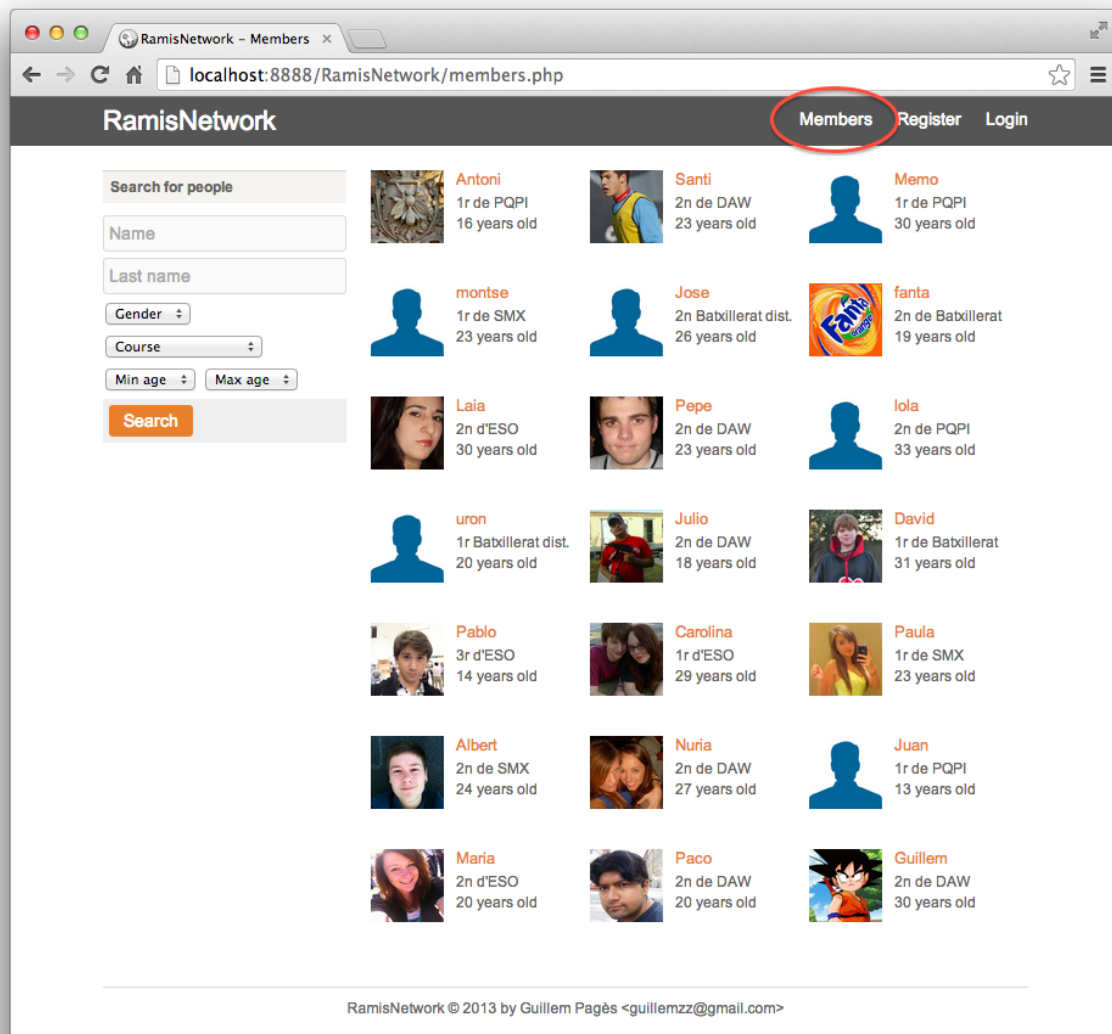 RamisNetwork – Members
localhost:8888/RamisNetwork/members.php
RamisNetwork
Members
Register
Login
Search for people
Name
Last name
Gender
Course
Min age
Max age
Search
Antoni
1r de PQPI
16 years old
Santi
2n de DAW
23 years old
Memo
1r de PQPI
30 years old
montse
1r de SMX
23 years old
Jose
2n Batxillerat dist.
26 years old
Fanta
orange
fanta
2n de Batxillerat
19 years old
Laia
2n d'ESO
30 years old
Pepe
2n de DAW
23 years old
lola
2n de PQPI
33 years old
uron
1r Batxillerat dist.
20 years old
Julio
2n de DAW
18 years old
David
1r de Batxillerat
31 years old
Pablo
3r d'ESO
14 years old
Carolina
1r d'ESO
29 years old
Paula
1r de SMX
23 years old
Albert
2n de SMX
24 years old
Nuria
2n de DAW
27 years old
Juan
1r de PQPI
13 years old
Maria
2n d'ESO
20 years old
Paco
2n de DAW
20 years old
Guillem
2n de DAW
30 years old
RamisNetwork © 2013 by Guillem Pagès <guillemzz@gmail.com>